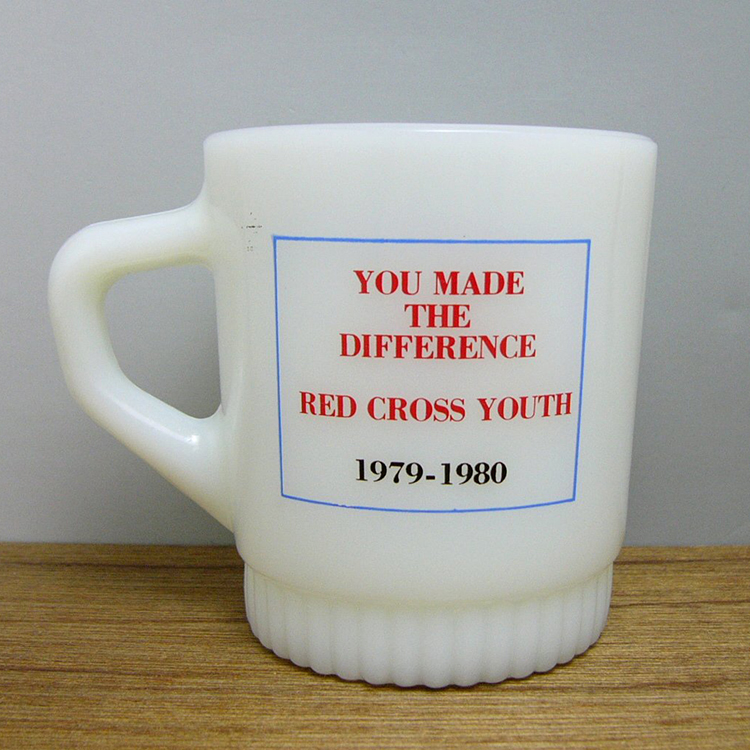 YOU MADE
THE
DIFFERENCE
RED CROSS YOUTH
1979-1980